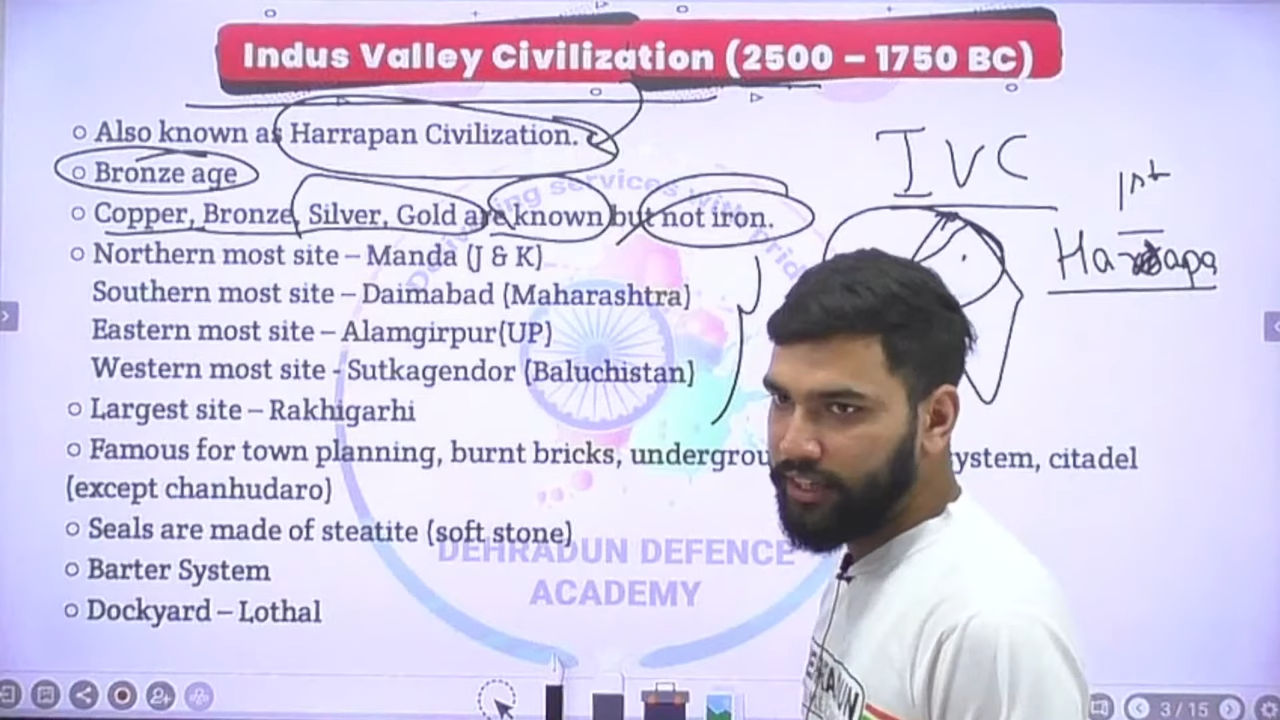 Indus Valley Civilization (2500 – 1750 BC)
○ Also known as Harrapan Civilization.
○ Bronze age
○ Copper, Bronze, Silver, Gold are known but not iron.
○ Northern most site – Manda (J & K)
Southern most site – Daimabad (Maharashtra)
Eastern most site – Alamgirpur(UP)
Western most site - Sutkagendor (Baluchistan)
○ Largest site – Rakhigarhi
○ Famous for town planning, burnt bricks, undergrou ystem, citadel
(except chanhudaro)
○ Seals are made of steatite (soft stone)
○ Barter System
○ Dockyard – Lothal
IVC
1st
services with prid
DEHRADUN DEFENCE
ACADEMY
3 / 15